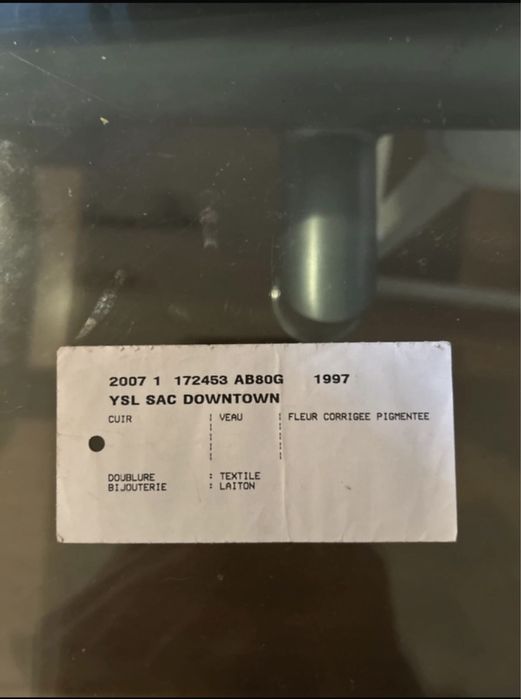 2007 1 172453 AB80G 1997
YSL SAC DOWNTOWN
CUIR ¦ VEAU ¦ FLEUR CORRIGEE PIGMENTEE
DOUBLURE : TEXTILE
BIJOUTERIE : LAITON